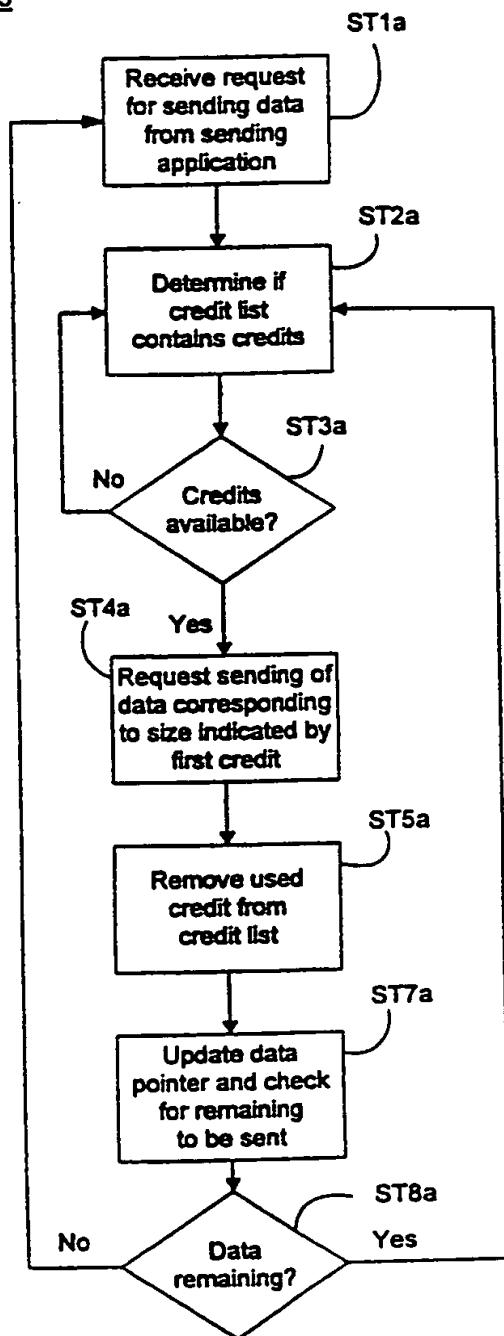 ST1a
Receive request
for sending data
from sending
application
ST2a
Determine if
credit list
contains credits
ST3a
No
Credits
available?
ST4a
Yes
Request sending of
data corresponding
to size indicated by
first credit
ST5a
Remove used
credit from
credit list
ST7a
Update data
pointer and check
for remaining
to be sent
ST8a
No
Yes
Data
remaining?